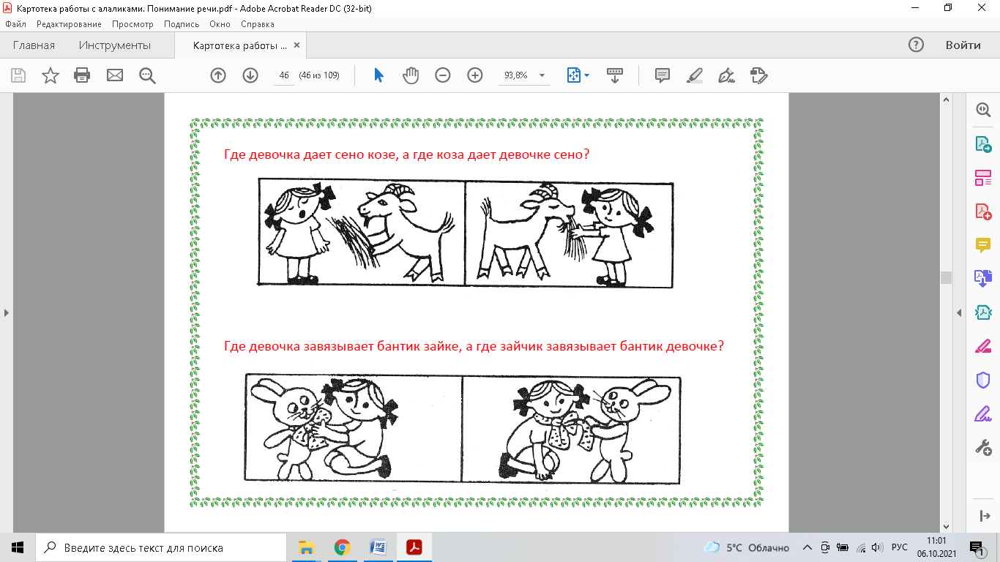 Картотека работы с алаликами. Понимание речи.pdf - Adobe Acrobat Reader DC (32-bit)
Файл Редактирование Просмотр Подпись Окно Справка
Главная Инструменты Картотека работы ... × Войти
46 (46 из 109) 93,8%
Где девочка дает сено козе, а где коза дает девочке сено?
Где девочка завязывает бантик зайке, а где зайчик завязывает бантик девочке?
Введите здесь текст для поиска
5°C Облачно
РУС
11:01
06.10.2021
1